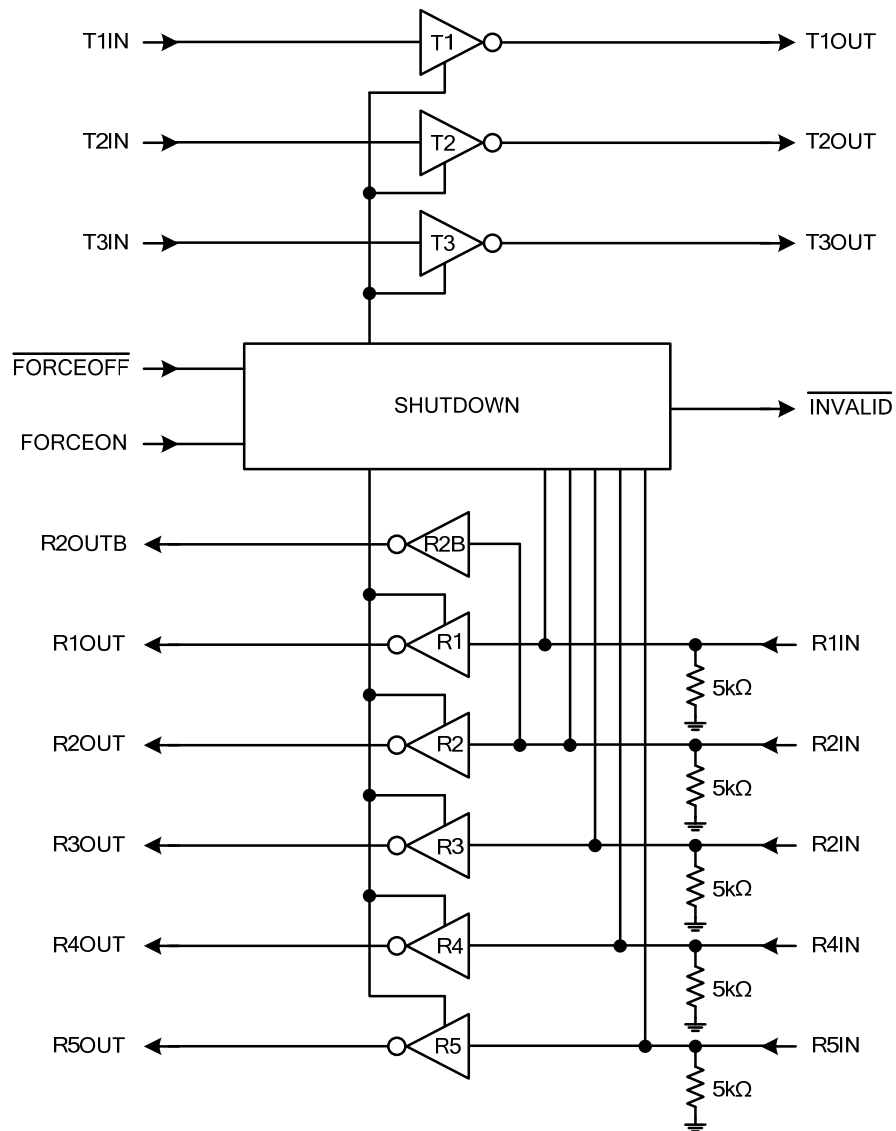 T1IN T1 T1OUT
T2IN T2 T2OUT
T3IN T3 T3OUT
FORCEOFF
SHUTDOWN INVALID
FORCEON
R2OUTB R2B
R1OUT R1 R1IN
5kΩ
R2OUT R2 R2IN
5kΩ
R3OUT R3 R2IN
5kΩ
R4OUT R4 R4IN
5kΩ
R5OUT R5 R5IN
5kΩ